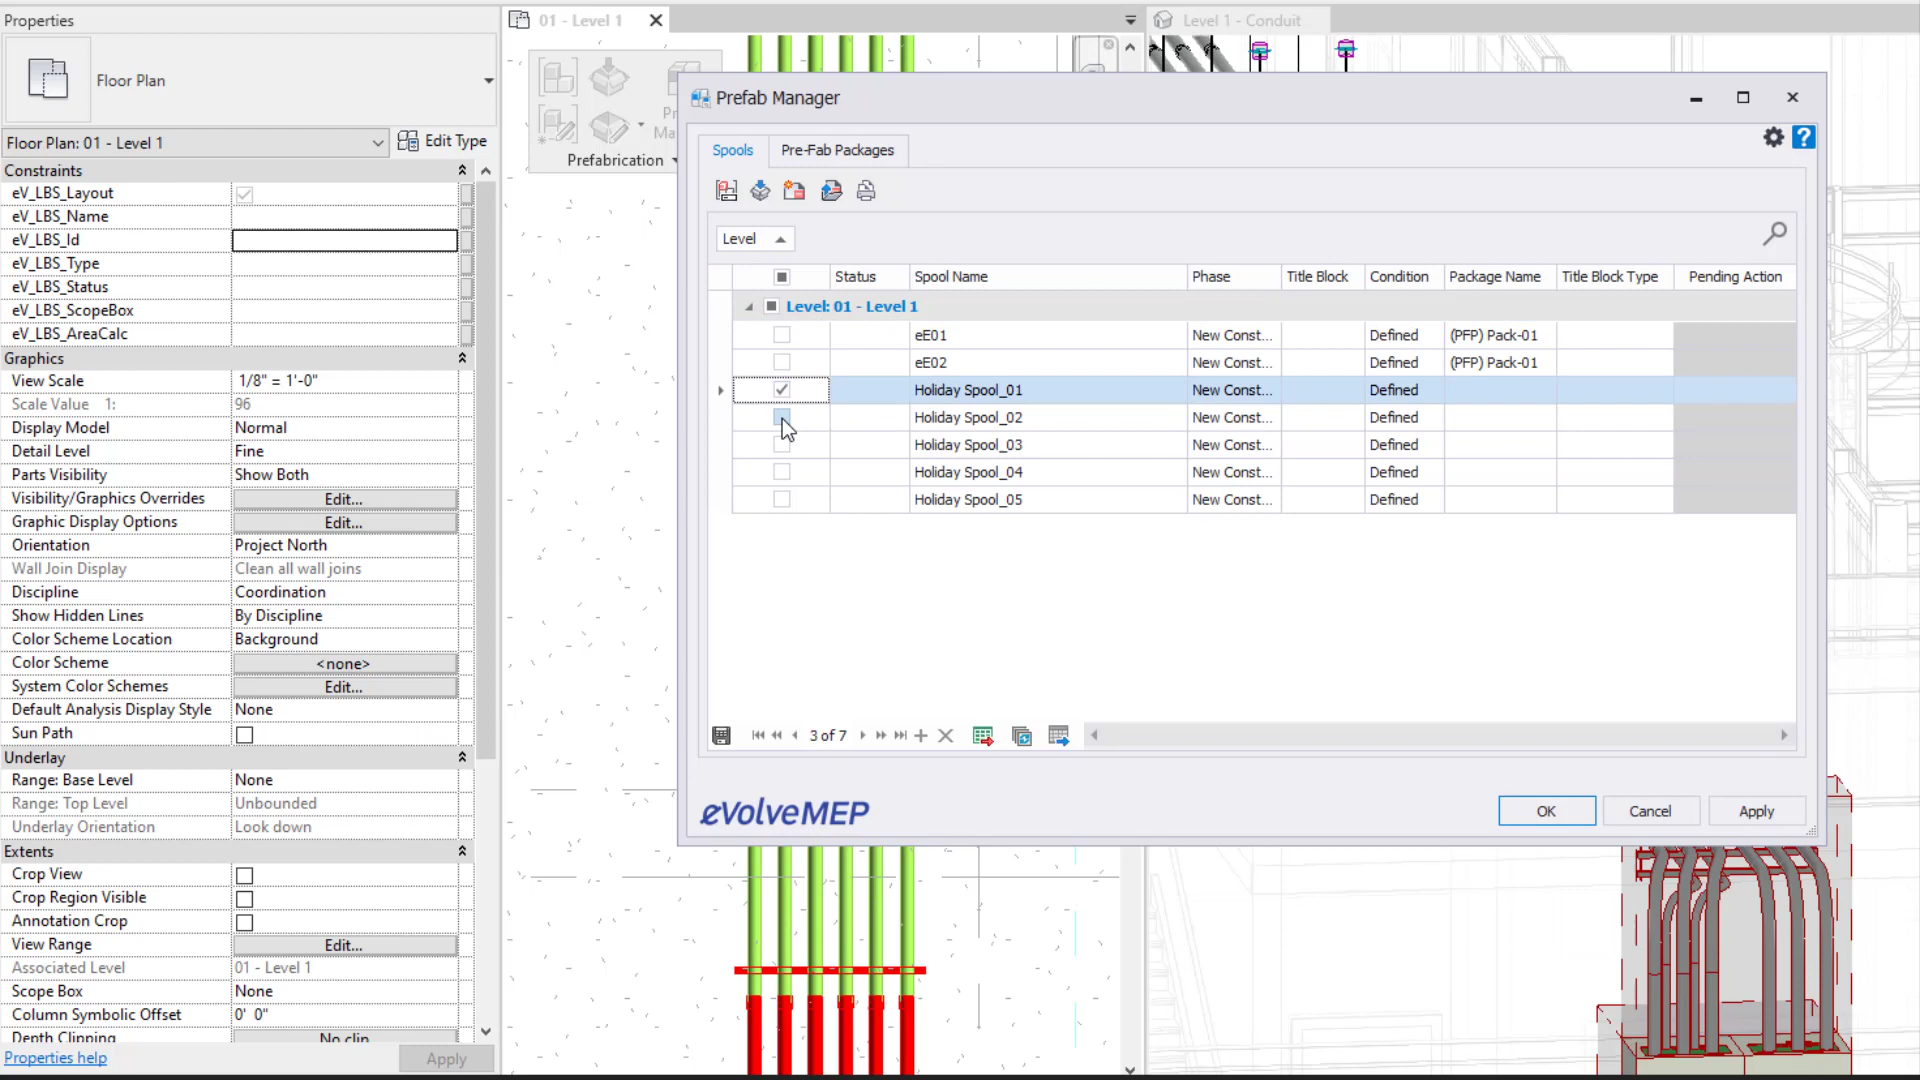 Properties
Floor Plan
Floor Plan: 01 - Level 1
Edit Type
Constraints
eV_LBS_Layout
eV_LBS_Name
eV_LBS_Id
eV_LBS_Type
eV_LBS_Status
eV_LBS_ScopeBox
eV_LBS_AreaCalc
Graphics
View Scale 1/8" = 1'-0"
Scale Value 1: 96
Display Model Normal
Detail Level Fine
Parts Visibility Show Both
Visibility/Graphics Overrides Edit...
Graphic Display Options Edit...
Orientation Project North
Wall Join Display Clean all wall joins
Discipline Coordination
Show Hidden Lines By Discipline
Color Scheme Location Background
Color Scheme <none>
System Color Schemes Edit...
Default Analysis Display Style None
Sun Path
Underlay
Range: Base Level None
Range: Top Level Unbounded
Underlay Orientation Look down
Extents
Crop View
Crop Region Visible
Annotation Crop
View Range Edit...
Associated Level 01 - Level 1
Scope Box None
Column Symbolic Offset 0' 0"
Depth Clipping No clip
Properties help
Apply
01 - Level 1
Level 1 - Conduit
Prefabrication
Prefab Manager
Spools
Pre-Fab Packages
Level
Status Spool Name Phase Title Block Condition Package Name Title Block Type Pending Action
Level: 01 - Level 1
eE01 New Const... Defined (PFP) Pack-01
eE02 New Const... Defined (PFP) Pack-01
Holiday Spool_01 New Const... Defined
Holiday Spool_02 New Const... Defined
Holiday Spool_03 New Const... Defined
Holiday Spool_04 New Const... Defined
Holiday Spool_05 New Const... Defined
3 of 7
eVolveMEP
OK
Cancel
Apply